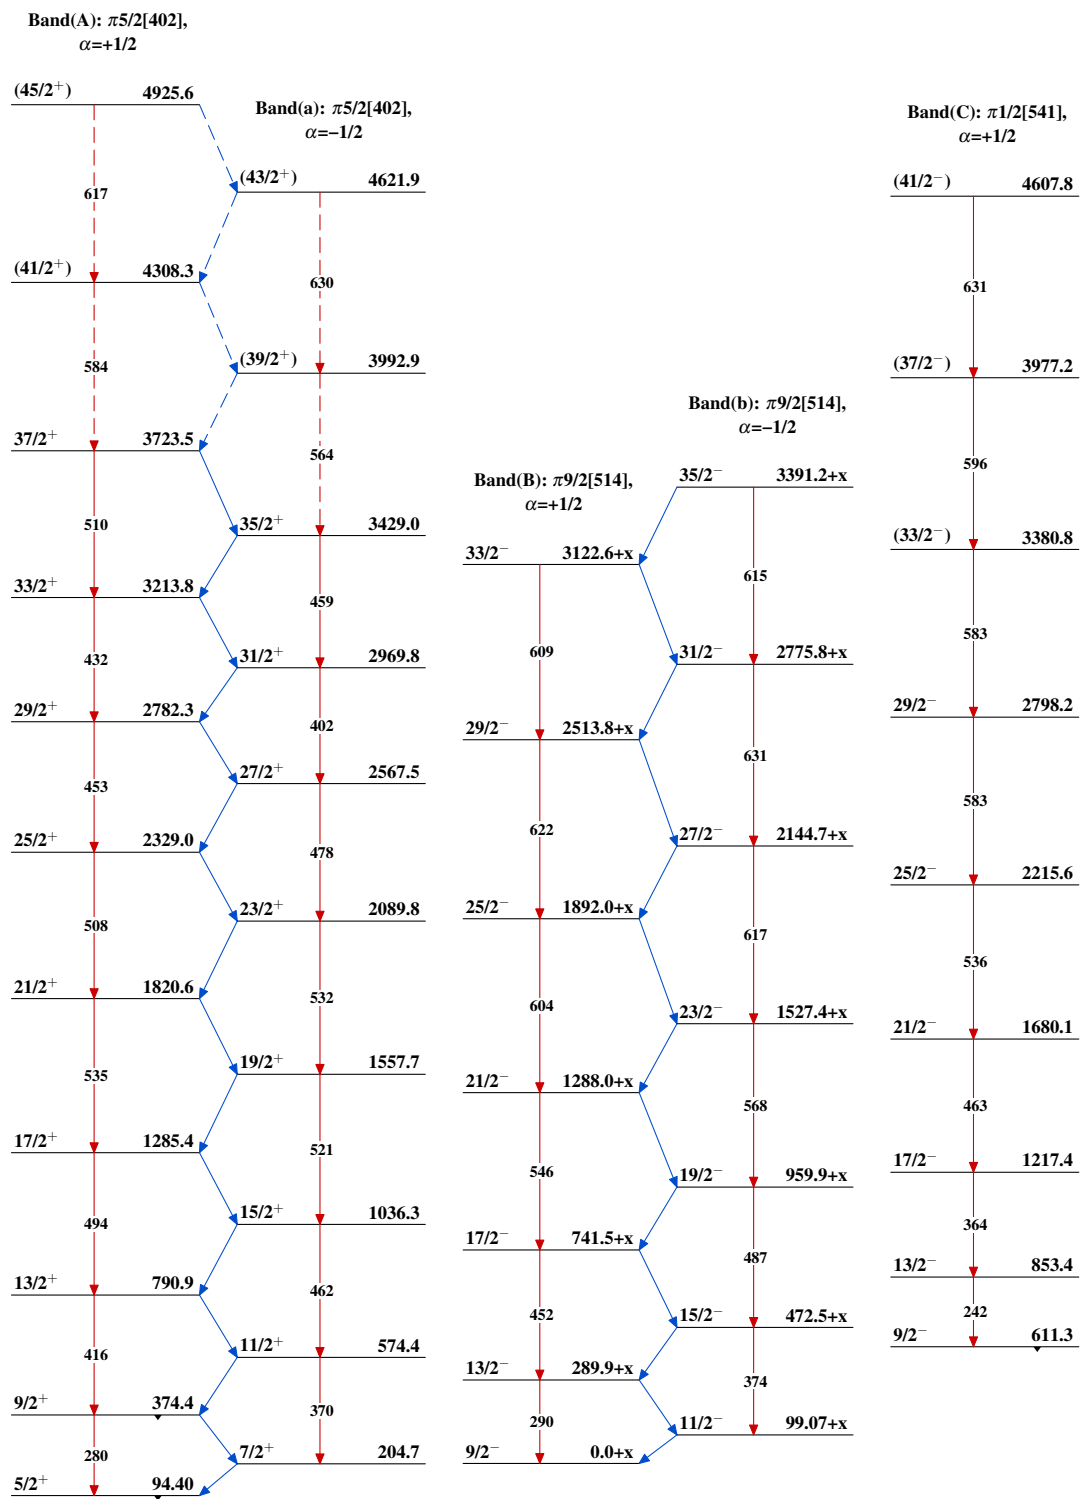 Band(A): π5/2[402],
α=+1/2
(45/2+) 4925.6
617
(41/2+) 4308.3
584
37/2+ 3723.5
510
33/2+ 3213.8
432
29/2+ 2782.3
453
25/2+ 2329.0
508
21/2+ 1820.6
535
17/2+ 1285.4
494
13/2+ 790.9
416
9/2+ 374.4
280
5/2+ 94.40
Band(a): π5/2[402],
α=−1/2
(43/2+) 4621.9
630
(39/2+) 3992.9
564
35/2+ 3429.0
459
31/2+ 2969.8
402
27/2+ 2567.5
478
23/2+ 2089.8
532
19/2+ 1557.7
521
15/2+ 1036.3
462
11/2+ 574.4
370
7/2+ 204.7
Band(B): π9/2[514],
α=+1/2
33/2− 3122.6+x
609
29/2− 2513.8+x
622
25/2− 1892.0+x
604
21/2− 1288.0+x
546
17/2− 741.5+x
452
13/2− 289.9+x
290
9/2− 0.0+x
Band(b): π9/2[514],
α=−1/2
35/2− 3391.2+x
615
31/2− 2775.8+x
631
27/2− 2144.7+x
617
23/2− 1527.4+x
568
19/2− 959.9+x
487
15/2− 472.5+x
374
11/2− 99.07+x
Band(C): π1/2[541],
α=+1/2
(41/2−) 4607.8
631
(37/2−) 3977.2
596
(33/2−) 3380.8
583
29/2− 2798.2
583
25/2− 2215.6
536
21/2− 1680.1
463
17/2− 1217.4
364
13/2− 853.4
242
9/2− 611.3